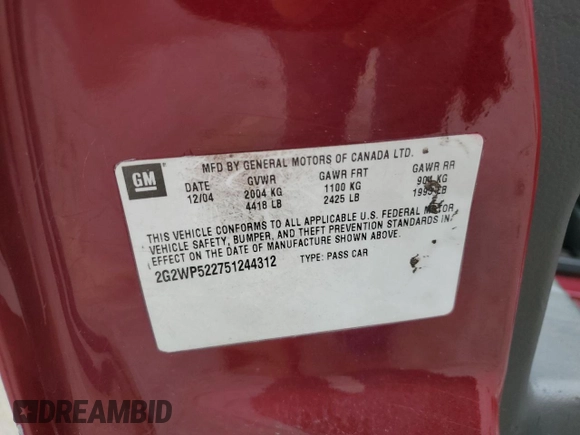 GM
MFD BY GENERAL MOTORS OF CANADA LTD.
DATE GVWR GAWR FRT GAWR RR
12/04 2004 KG 1100 KG KG
4418 LB 2425 LB LB
THIS VEHICLE CONFORMS TO ALL APPLICABLE U.S. FEDERAL MOTOR
VEHICLE SAFETY, BUMPER, AND THEFT PREVENTION STANDARDS IN
EFFECT ON THE DATE OF MANUFACTURE SHOWN ABOVE.
2G2WP522751244312 TYPE: PASS CAR
DREAMBID